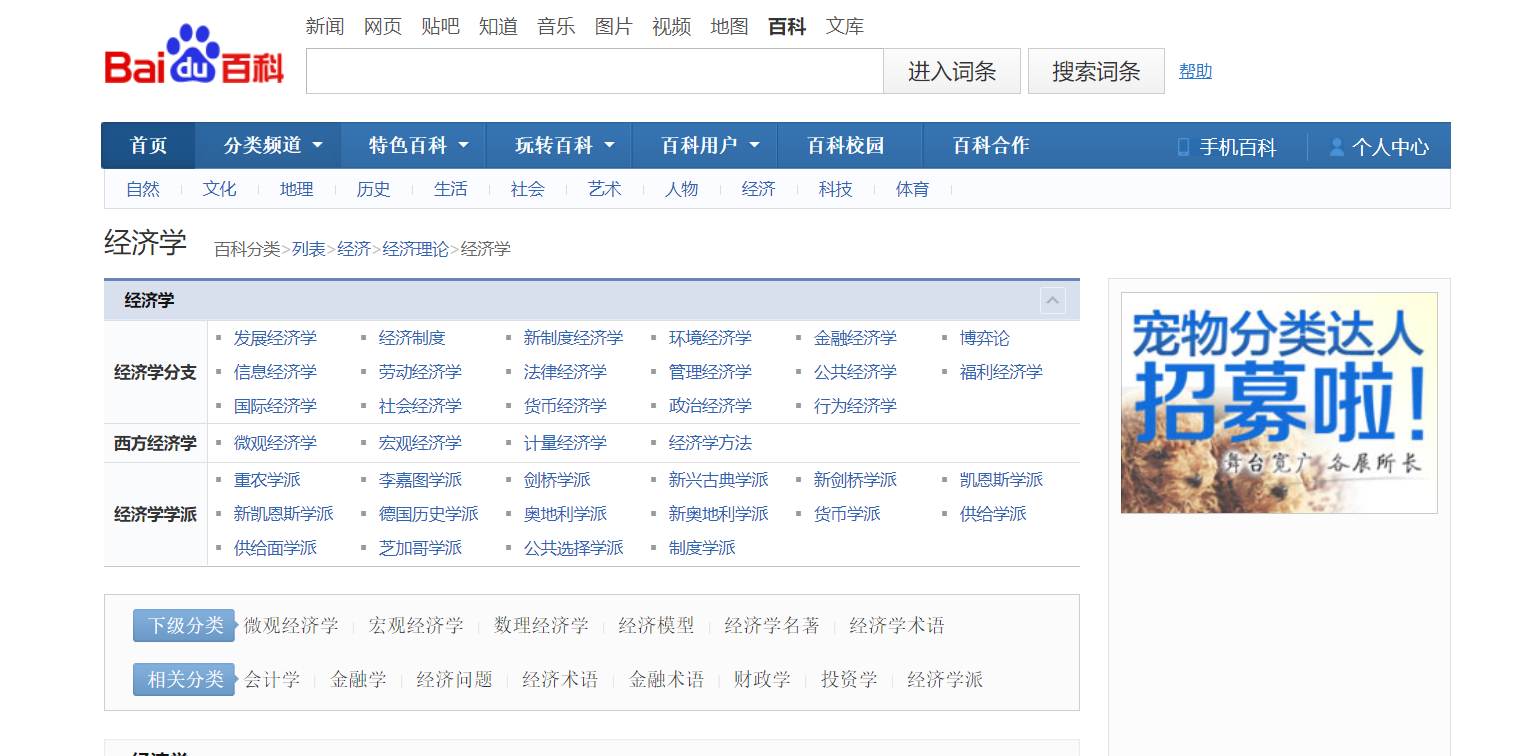 新闻 网页 贴吧 知道 音乐 图片 视频 地图 百科 文库
Bai du 百科
进入词条 搜索词条 帮助
首页 分类频道 特色百科 玩转百科 百科用户 百科校园 百科合作 手机百科 个人中心
自然 文化 地理 历史 生活 社会 艺术 人物 经济 科技 体育
经济学 百科分类>列表>经济>经济理论>经济学
经济学
经济学分支
发展经济学 经济制度 新制度经济学 环境经济学 金融经济学 博弈论
信息经济学 劳动经济学 法律经济学 管理经济学 公共经济学 福利经济学
国际经济学 社会经济学 货币经济学 政治经济学 行为经济学
西方经济学 微观经济学 宏观经济学 计量经济学 经济学方法
经济学学派
重农学派 李嘉图学派 剑桥学派 新兴古典学派 新剑桥学派 凯恩斯学派
新凯恩斯学派 德国历史学派 奥地利学派 新奥地利学派 货币学派 供给学派
供给面学派 芝加哥学派 公共选择学派 制度学派
下级分类 微观经济学 宏观经济学 数理经济学 经济模型 经济学名著 经济学术语
相关分类 会计学 金融学 经济问题 经济术语 金融术语 财政学 投资学 经济学派
宠物分类达人
招募啦!
舞台宽广 各展所长